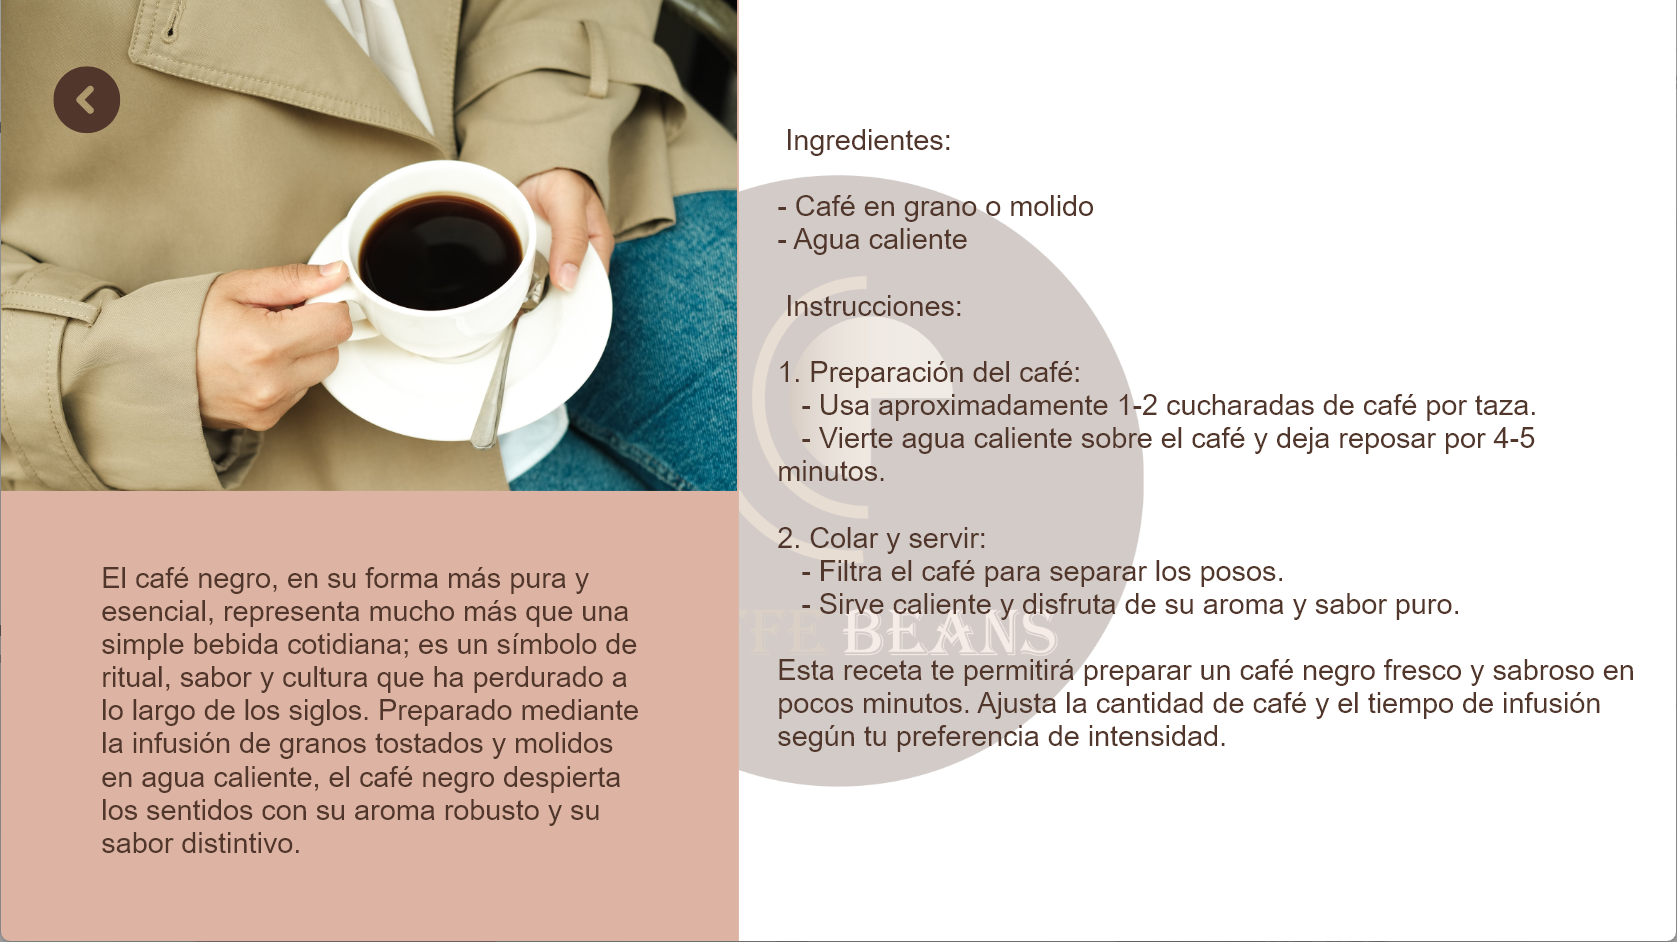 El café negro, en su forma más pura y
esencial, representa mucho más que una
simple bebida cotidiana; es un símbolo de
ritual, sabor y cultura que ha perdurado a
lo largo de los siglos. Preparado mediante
la infusión de granos tostados y molidos
en agua caliente, el café negro despierta
los sentidos con su aroma robusto y su
sabor distintivo.
Ingredientes:
- Café en grano o molido
- Agua caliente
Instrucciones:
1. Preparación del café:
- Usa aproximadamente 1-2 cucharadas de café por taza.
- Vierte agua caliente sobre el café y deja reposar por 4-5
minutos.
2. Colar y servir:
- Filtra el café para separar los posos.
- Sirve caliente y disfruta de su aroma y sabor puro.
BEANS
Esta receta te permitirá preparar un café negro fresco y sabroso en
pocos minutos. Ajusta la cantidad de café y el tiempo de infusión
según tu preferencia de intensidad.